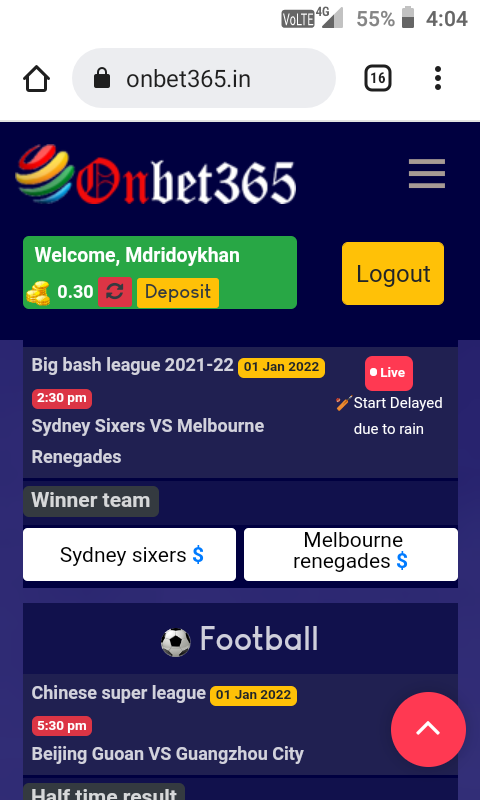 VoLTE 4G 55% 4:04
onbet365.in 16
Onbet365
Welcome, Mdridoykhan
0.30 Deposit
Logout
Big bash league 2021-22 01 Jan 2022
Live
2:30 pm
Start Delayed
due to rain
Sydney Sixers VS Melbourne
Renegades
Winner team
Sydney sixers $
Melbourne
renegades $
Football
Chinese super league 01 Jan 2022
5:30 pm
Beijing Guoan VS Guangzhou City
Half time result